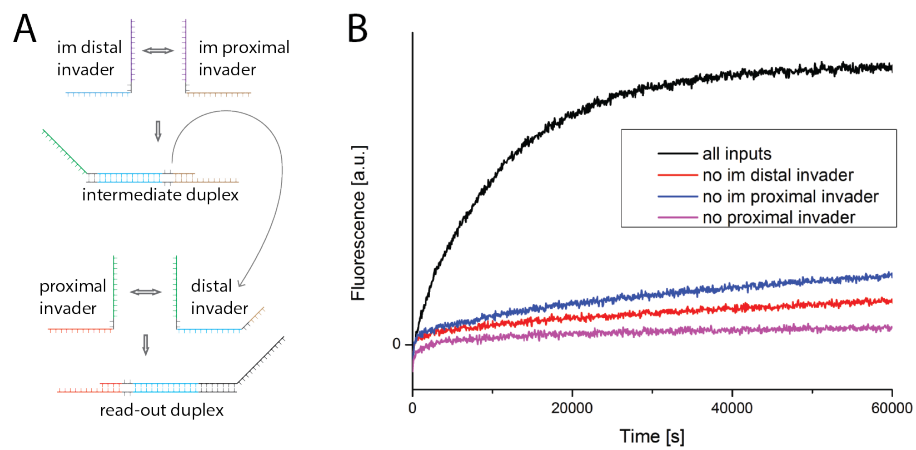 A
im distal
invader
im proximal
invader
intermediate duplex
proximal
invader
distal
invader
read-out duplex
B
Fluorescence [a.u.]
0
all inputs
no im distal invader
no im proximal invader
no proximal invader
0
20000
40000
60000
Time [s]